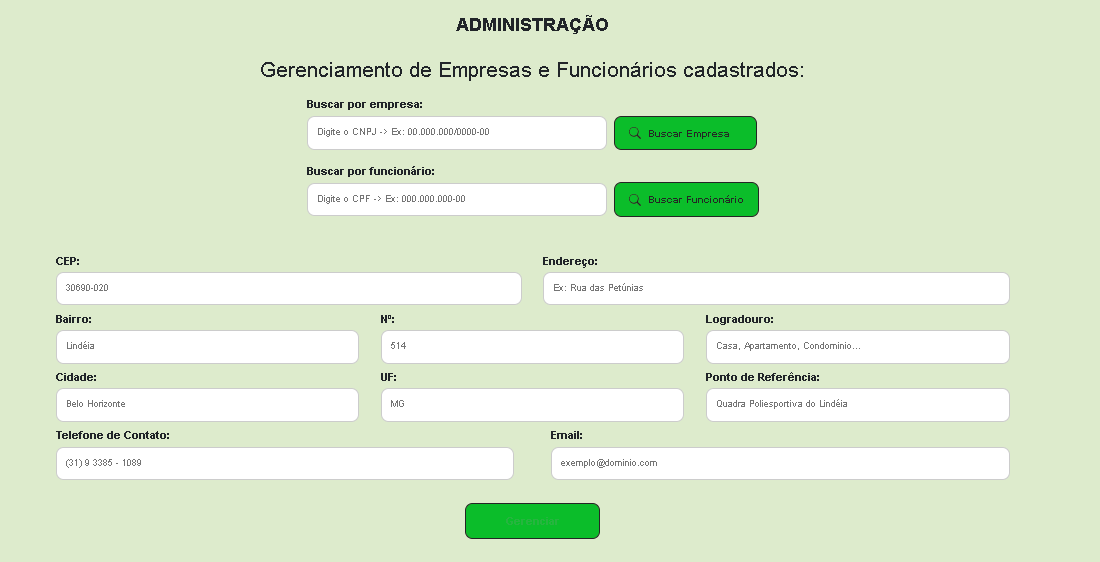 ADMINISTRAÇÃO
Gerenciamento de Empresas e Funcionários cadastrados:
Buscar por empresa:
Digite o CNPJ -> Ex: 00.000.000/0000-00 Buscar Empresa
Buscar por funcionário:
Digite o CPF -> Ex: 000.000.000-00 Buscar Funcionário
CEP: Endereço:
30690-020 Ex: Rua das Petúnias
Bairro: Nº: Logradouro:
Lindéia 514 Casa, Apartamento, Condominio...
Cidade: UF: Ponto de Referência:
Belo Horizonte MG Quadra Poliesportiva do Lindéia
Telefone de Contato: Email:
(31) 9 3385 - 1089 exemplo@dominio.com